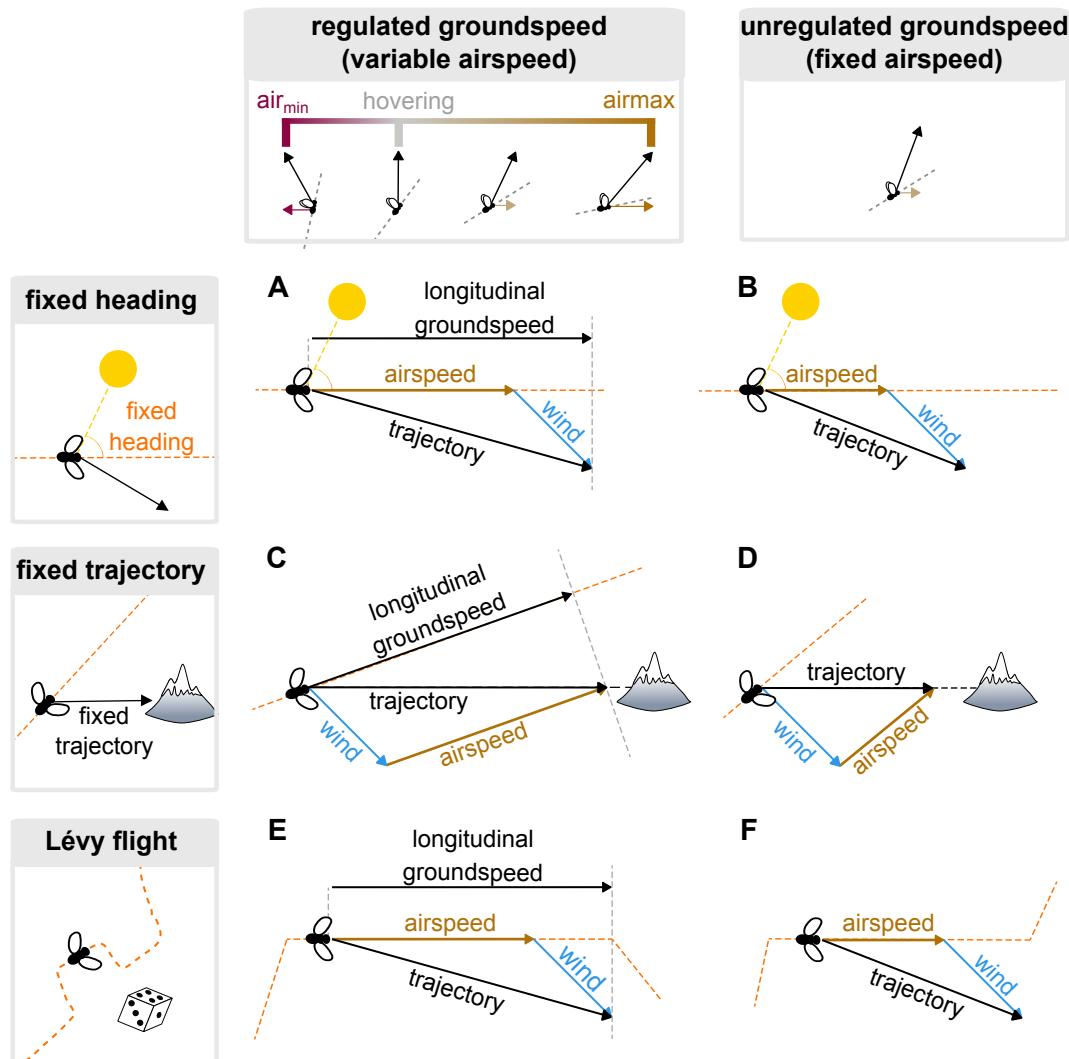 regulated groundspeed
(variable airspeed)
unregulated groundspeed
(fixed airspeed)
airmin
hovering
airmax
fixed heading
fixed
heading
A
longitudinal
groundspeed
airspeed
wind
trajectory
B
airspeed
wind
trajectory
fixed trajectory
fixed
trajectory
C
longitudinal
groundspeed
trajectory
wind
airspeed
D
trajectory
wind
airspeed
Lévy flight
E
longitudinal
groundspeed
airspeed
wind
trajectory
F
airspeed
wind
trajectory